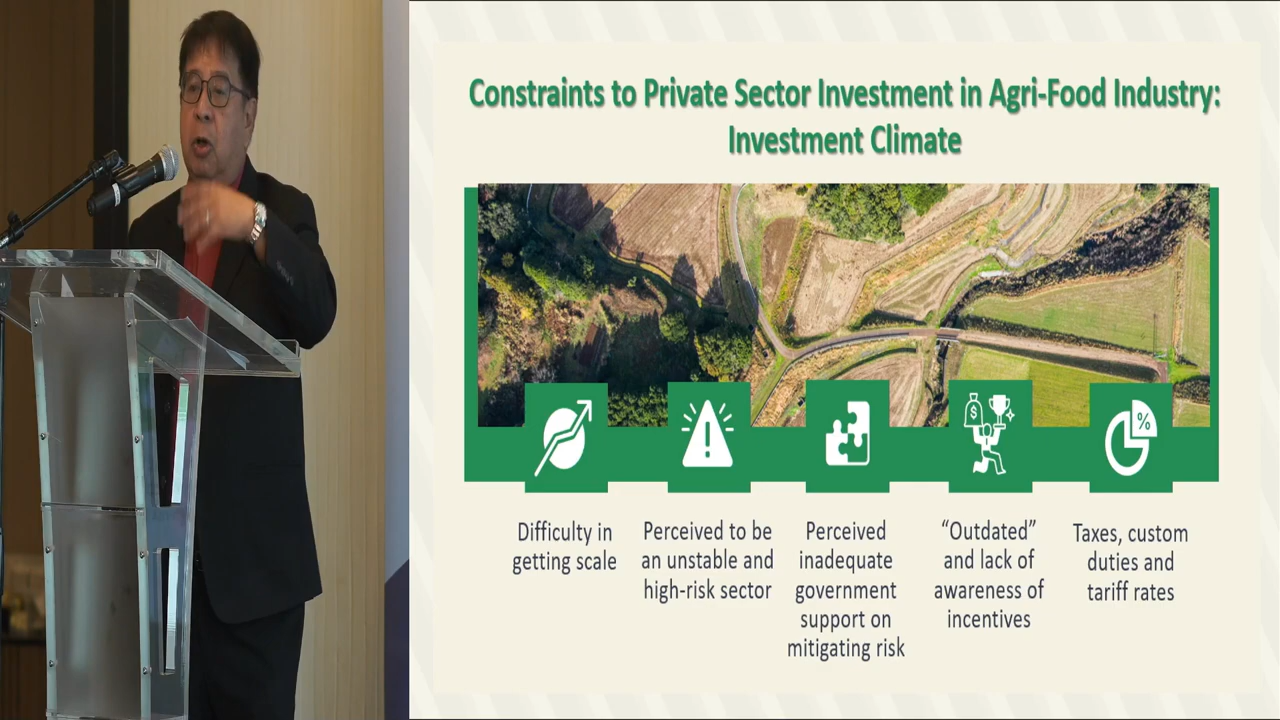 Constraints to Private Sector Investment in Agri-Food Industry:
Investment Climate
$
%
Difficulty in
getting scale
Perceived to be
an unstable and
high-risk sector
Perceived
inadequate
government
support on
mitigating risk
“Outdated”
and lack of
awareness of
incentives
Taxes, custom
duties and
tariff rates